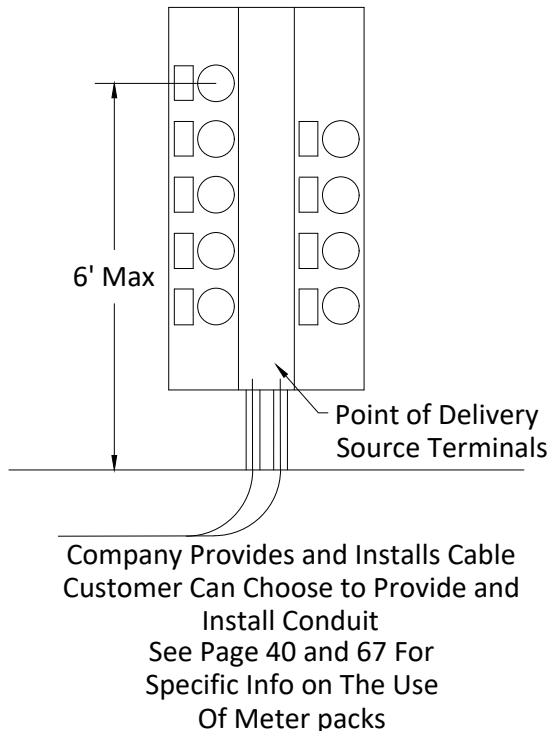 6' Max
Point of Delivery
Source Terminals
Company Provides and Installs Cable
Customer Can Choose to Provide and
Install Conduit
See Page 40 and 67 For
Specific Info on The Use
Of Meter packs